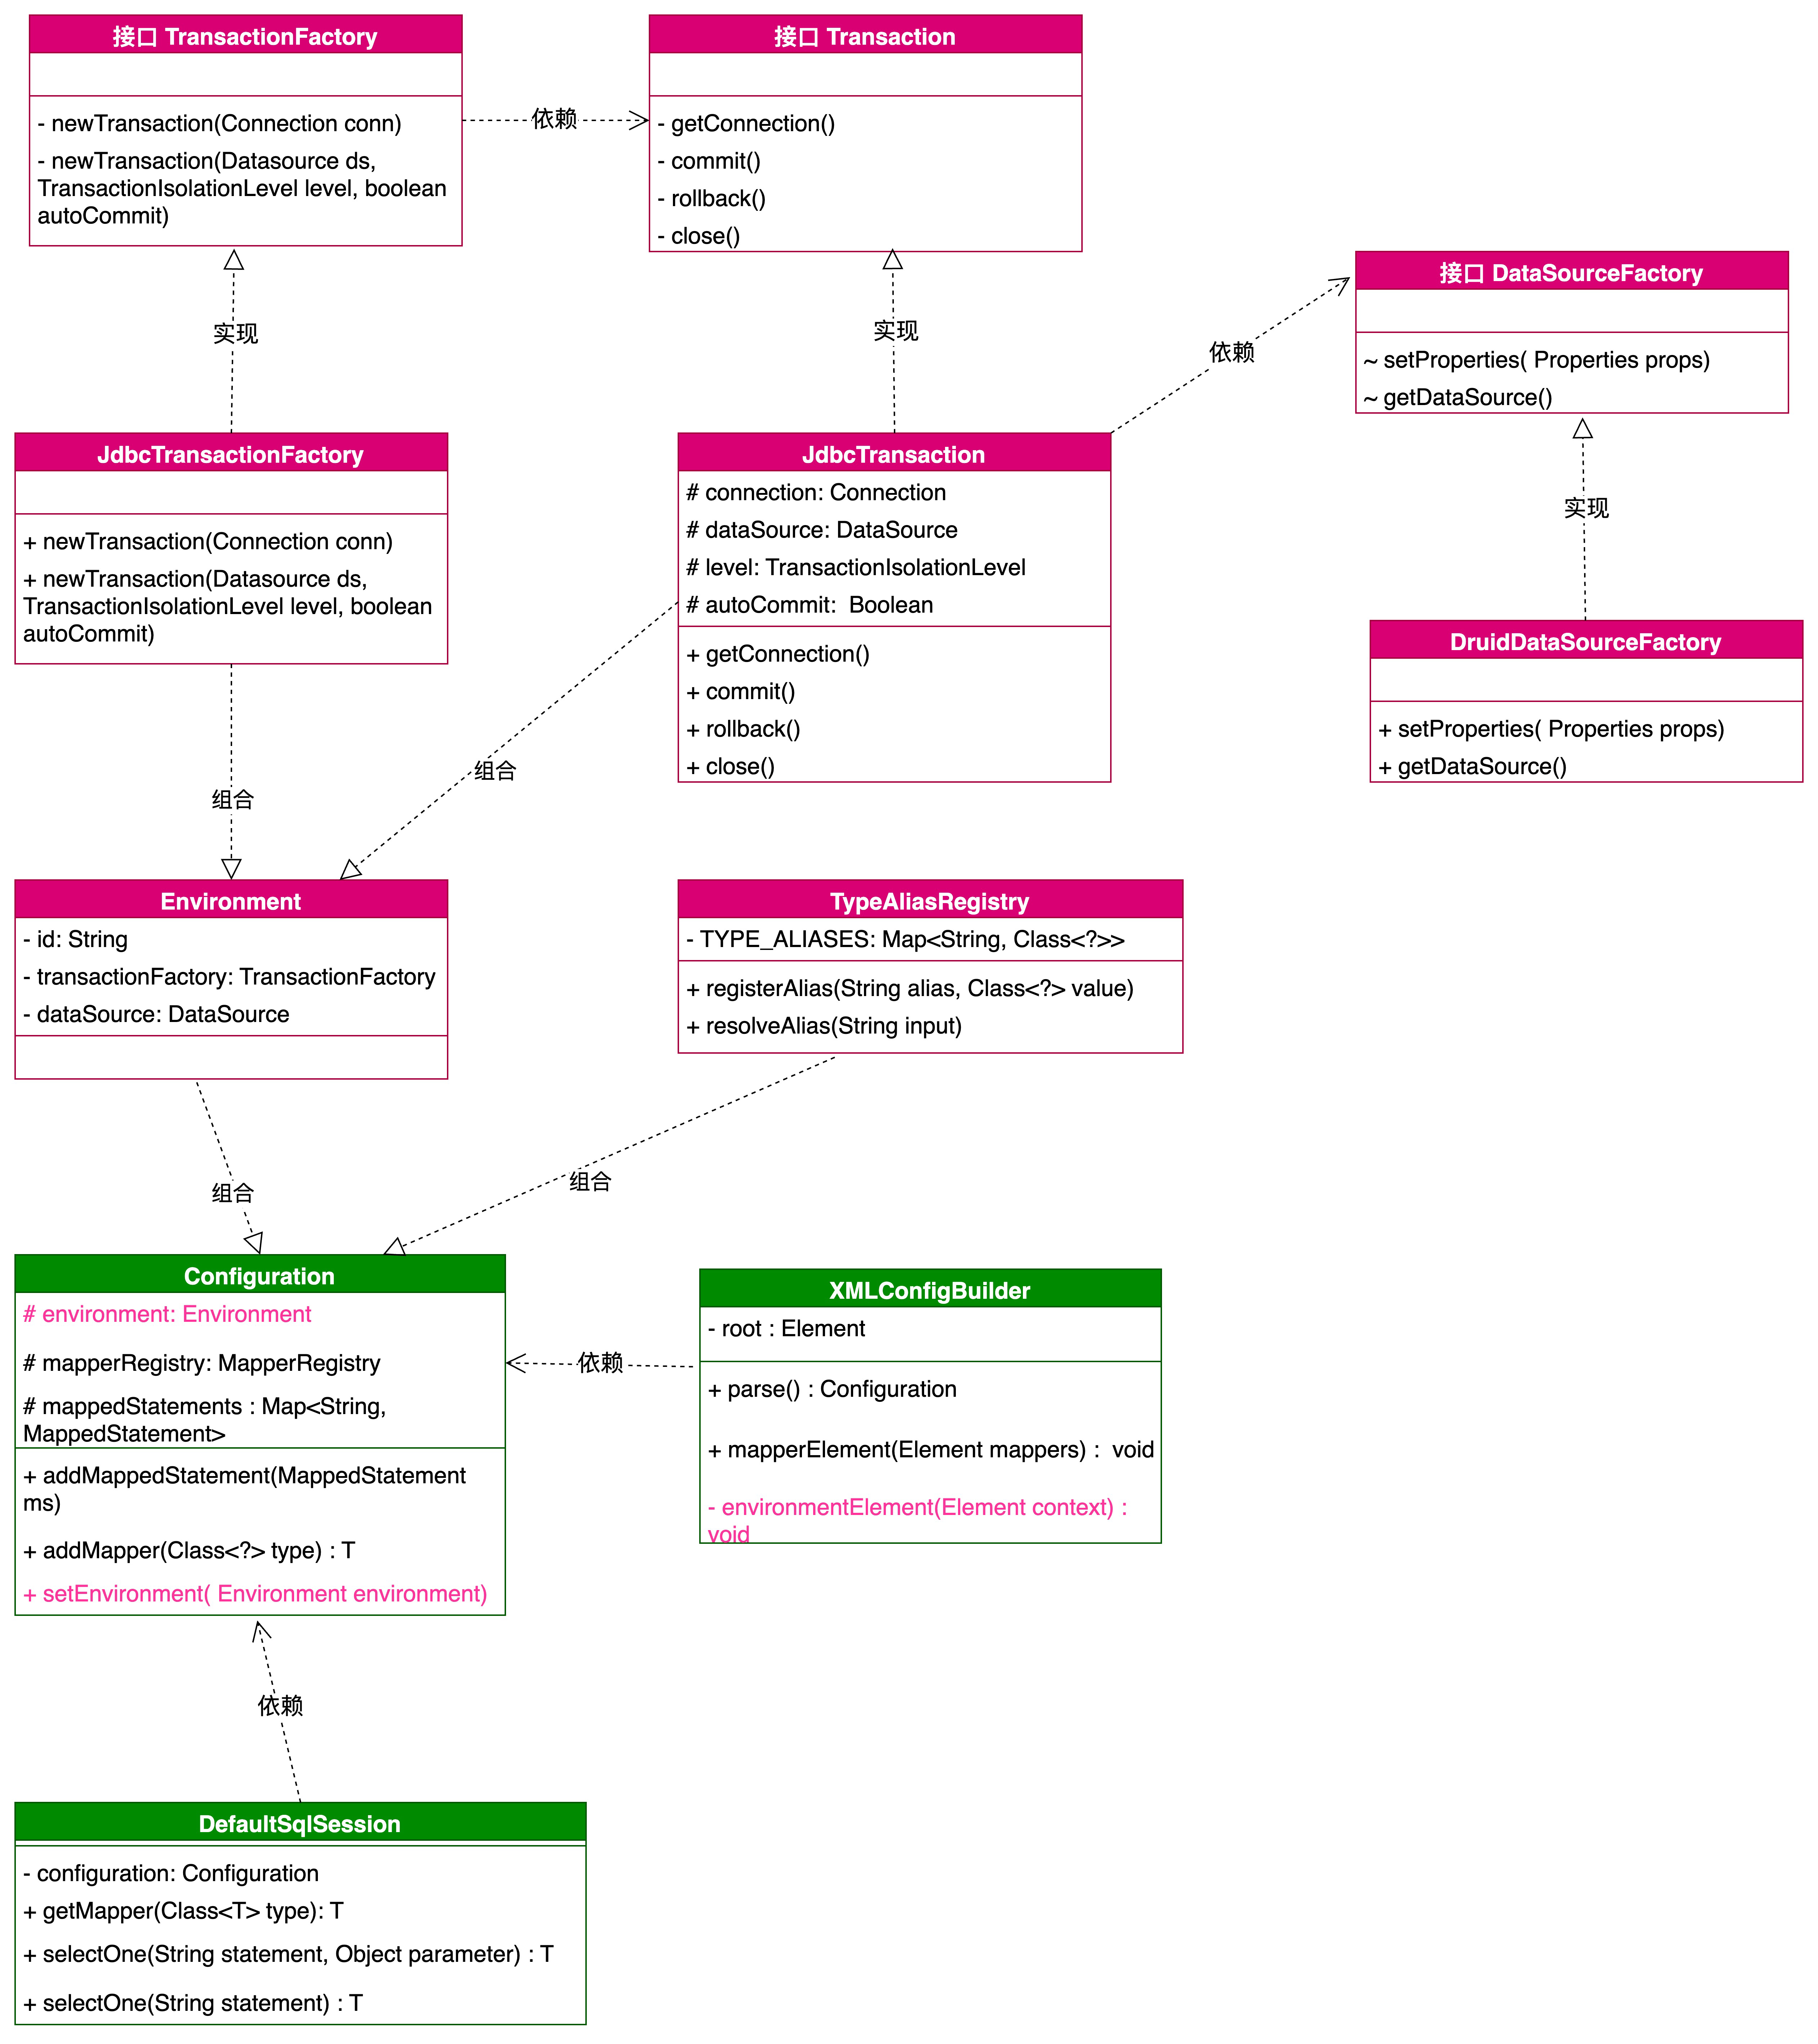 接口 TransactionFactory
- newTransaction(Connection conn)
- newTransaction(Datasource ds,
TransactionIsolationLevel level, boolean
autoCommit)
依赖
接口 Transaction
- getConnection()
- commit()
- rollback()
- close()
实现
实现
依赖
接口 DataSourceFactory
~ setProperties( Properties props)
~ getDataSource()
JdbcTransactionFactory
+ newTransaction(Connection conn)
+ newTransaction(Datasource ds,
TransactionIsolationLevel level, boolean
autoCommit)
JdbcTransaction
# connection: Connection
# dataSource: DataSource
# level: TransactionIsolationLevel
# autoCommit:  Boolean
+ getConnection()
+ commit()
+ rollback()
+ close()
实现
DruidDataSourceFactory
+ setProperties( Properties props)
+ getDataSource()
组合
组合
Environment
- id: String
- transactionFactory: TransactionFactory
- dataSource: DataSource
TypeAliasRegistry
- TYPE_ALIASES: Map<String, Class<?>>
+ registerAlias(String alias, Class<?> value)
+ resolveAlias(String input)
组合
组合
Configuration
# environment: Environment
# mapperRegistry: MapperRegistry
# mappedStatements : Map<String,
MappedStatement>
+ addMappedStatement(MappedStatement
ms)
+ addMapper(Class<?> type) : T
+ setEnvironment( Environment environment)
依赖
XMLConfigBuilder
- root : Element
+ parse() : Configuration
+ mapperElement(Element mappers) :  void
- environmentElement(Element context) :
void
依赖
DefaultSqlSession
- configuration: Configuration
+ getMapper(Class<T> type): T
+ selectOne(String statement, Object parameter) : T
+ selectOne(String statement) : T